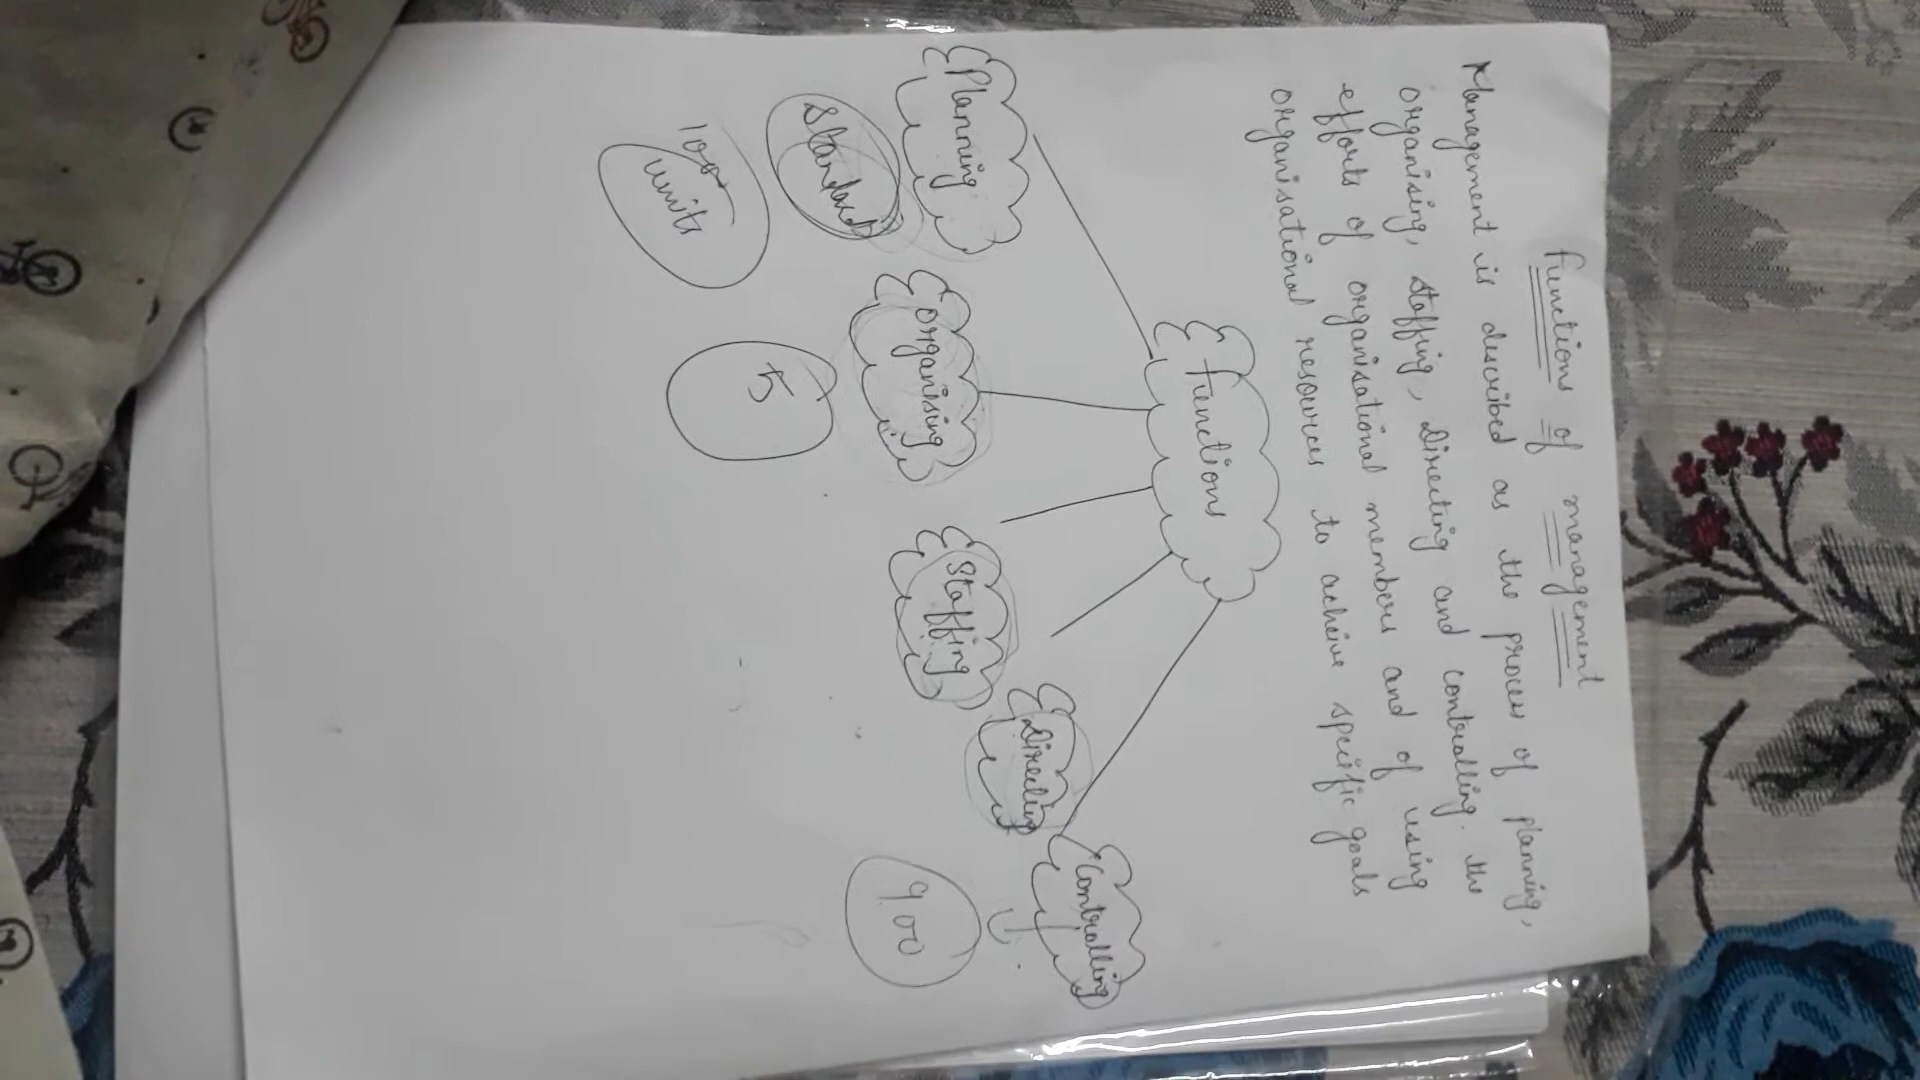 Functions of management
Management is described as the process of planning,
organising, staffing, Directing and controlling. the
efforts of organisational members and of using
organisational resources to acheive specific goals
Functions
Planning
Organising
Staffing
Directing
Controlling
Standard
5
900
units